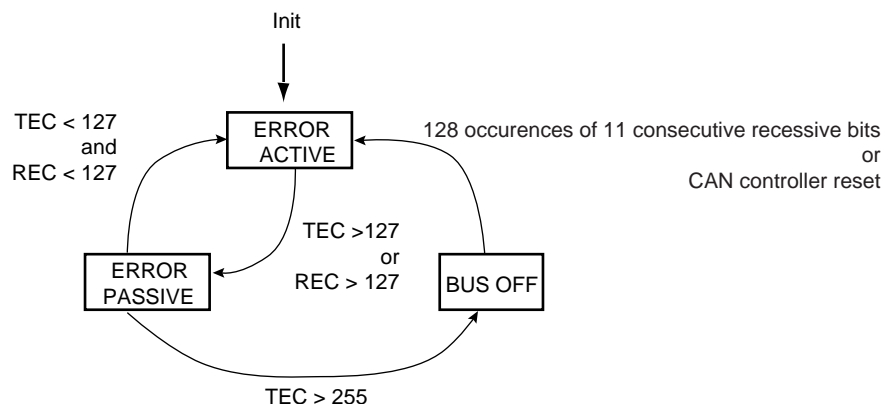 Init
TEC < 127
and
REC < 127
ERROR
ACTIVE
128 occurences of 11 consecutive recessive bits
or
CAN controller reset
TEC >127
or
REC > 127
ERROR
PASSIVE
BUS OFF
TEC > 255